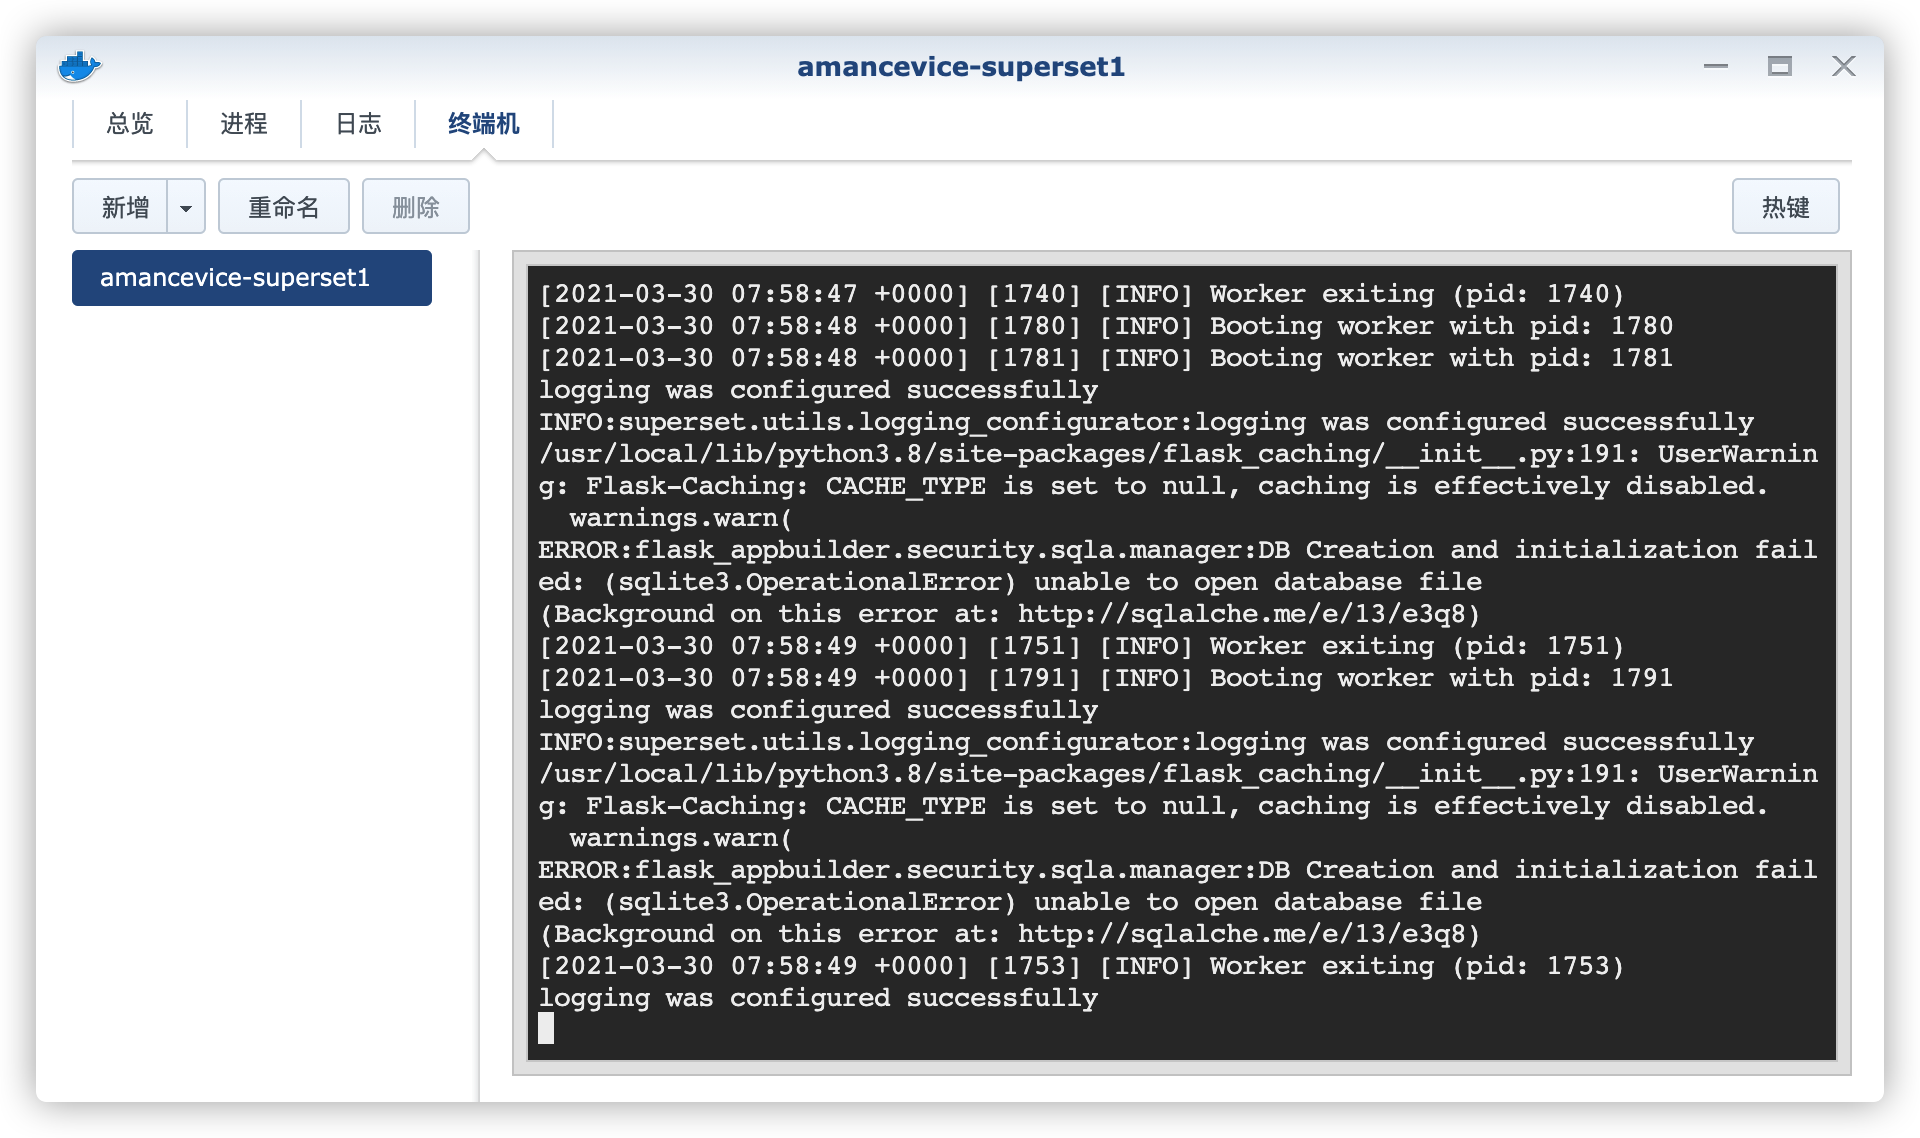 amancevice-superset1
总览 进程 日志 终端机
新增 重命名 删除 热键
amancevice-superset1
[2021-03-30 07:58:47 +0000] [1740] [INFO] Worker exiting (pid: 1740)
[2021-03-30 07:58:48 +0000] [1780] [INFO] Booting worker with pid: 1780
[2021-03-30 07:58:48 +0000] [1781] [INFO] Booting worker with pid: 1781
logging was configured successfully
INFO:superset.utils.logging_configurator:logging was configured successfully
/usr/local/lib/python3.8/site-packages/flask_caching/__init__.py:191: UserWarnin
g: Flask-Caching: CACHE_TYPE is set to null, caching is effectively disabled.
  warnings.warn(
ERROR:flask_appbuilder.security.sqla.manager:DB Creation and initialization fail
ed: (sqlite3.OperationalError) unable to open database file
(Background on this error at: http://sqlalche.me/e/13/e3q8)
[2021-03-30 07:58:49 +0000] [1751] [INFO] Worker exiting (pid: 1751)
[2021-03-30 07:58:49 +0000] [1791] [INFO] Booting worker with pid: 1791
logging was configured successfully
INFO:superset.utils.logging_configurator:logging was configured successfully
/usr/local/lib/python3.8/site-packages/flask_caching/__init__.py:191: UserWarnin
g: Flask-Caching: CACHE_TYPE is set to null, caching is effectively disabled.
  warnings.warn(
ERROR:flask_appbuilder.security.sqla.manager:DB Creation and initialization fail
ed: (sqlite3.OperationalError) unable to open database file
(Background on this error at: http://sqlalche.me/e/13/e3q8)
[2021-03-30 07:58:49 +0000] [1753] [INFO] Worker exiting (pid: 1753)
logging was configured successfully